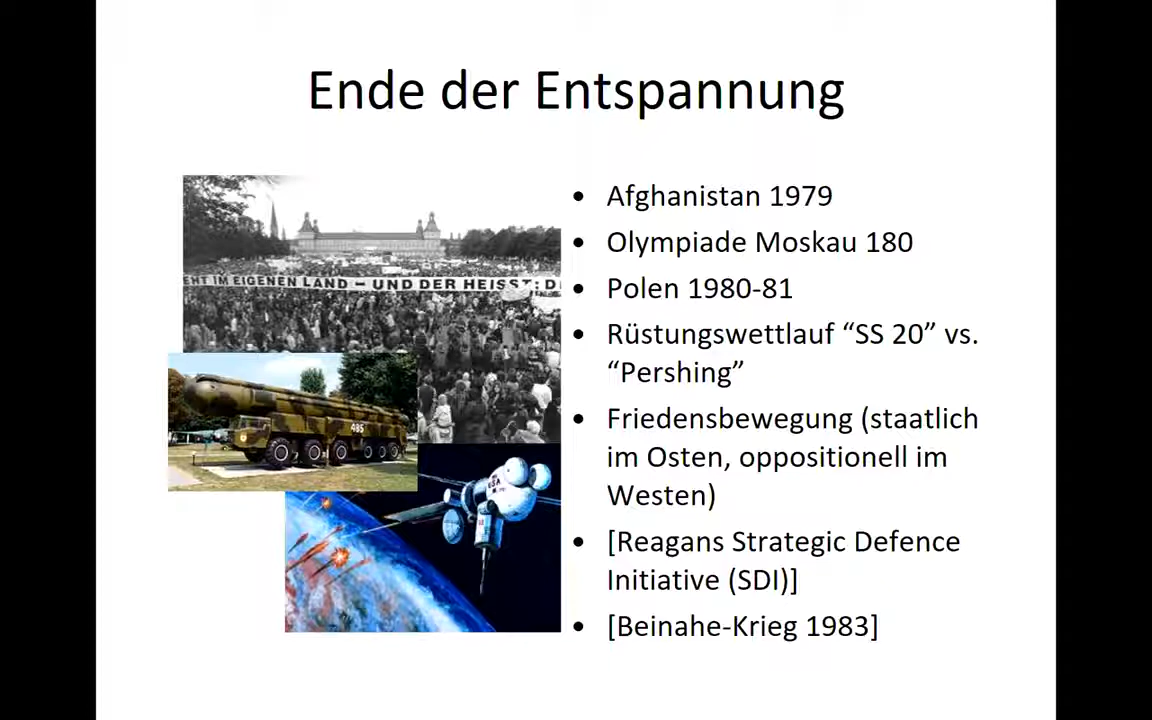 Ende der Entspannung
EHT IM EIGENEN LAND – UND DER HEISST: D
485
USA
• Afghanistan 1979
• Olympiade Moskau 180
• Polen 1980-81
• Rüstungswettlauf “SS 20” vs.
“Pershing”
• Friedensbewegung (staatlich
im Osten, oppositionell im
Westen)
• [Reagans Strategic Defence
Initiative (SDI)]
• [Beinahe-Krieg 1983]